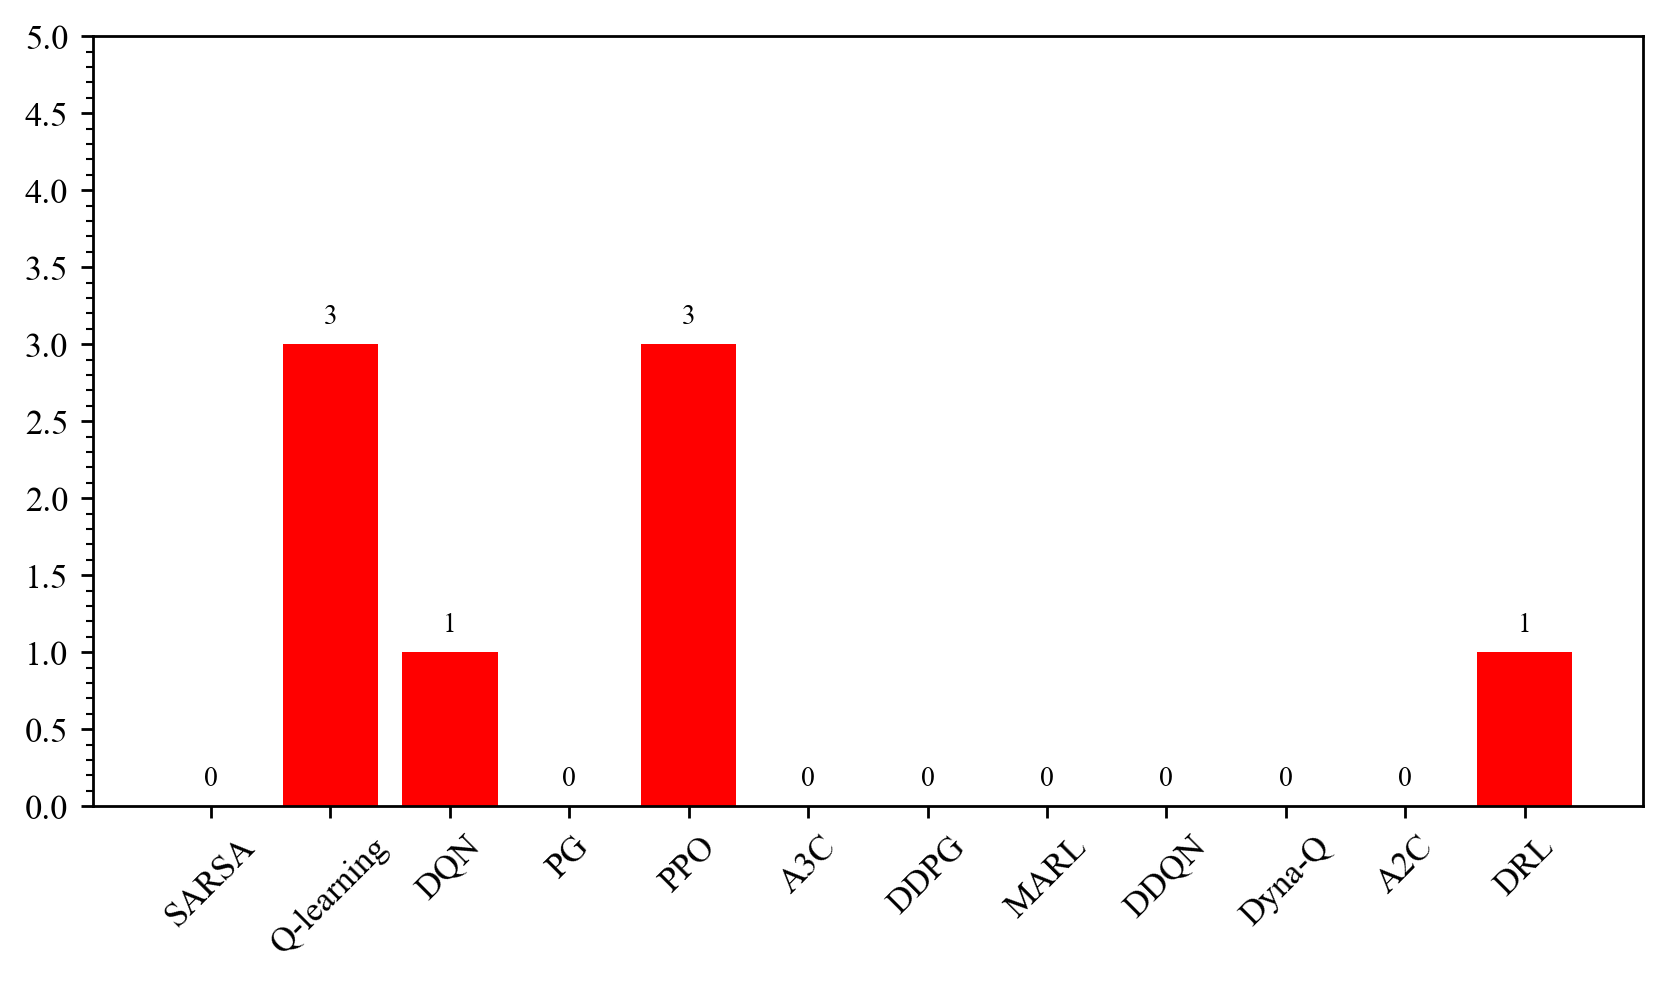 5.0
4.5
4.0
3.5
3.0
2.5
2.0
1.5
1.0
0.5
0.0
0
3
1
0
3
0
0
0
0
0
0
1
SARSA
Q-learning
DQN
PG
PPO
A3C
DDPG
MARL
DDQN
Dyna-Q
A2C
DRL